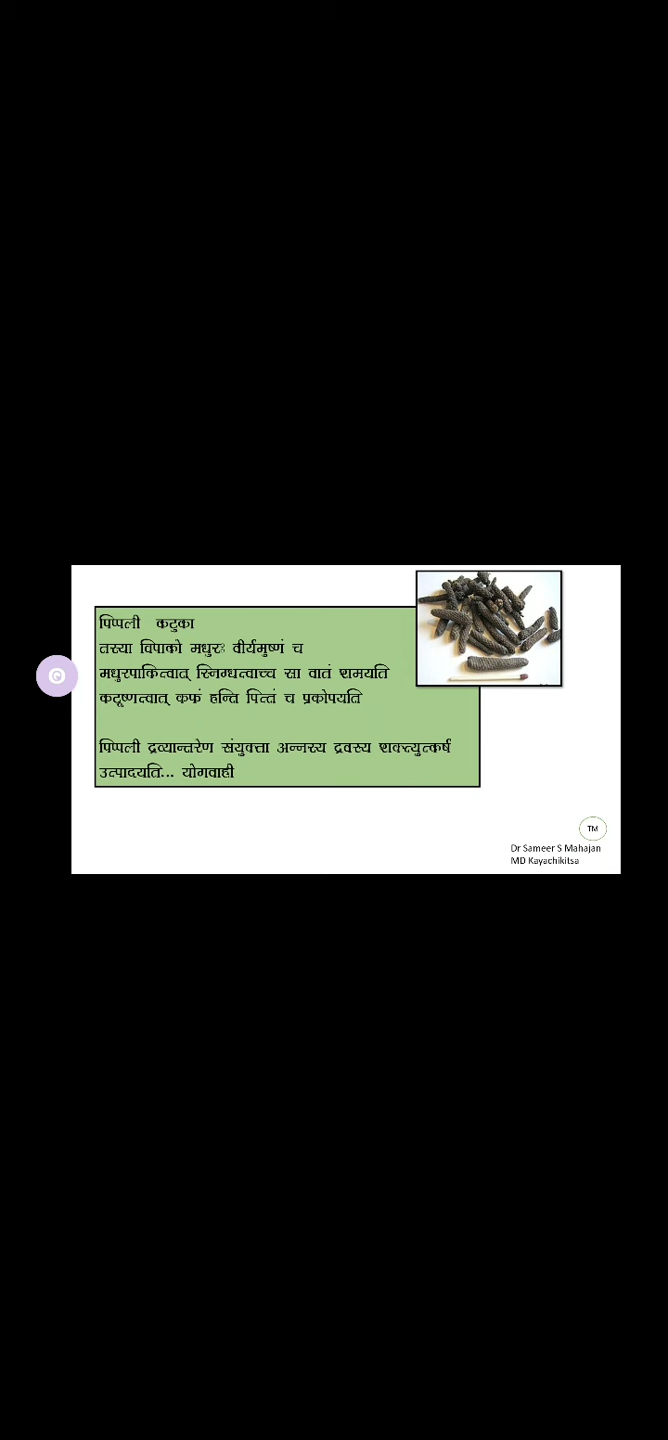 पिप्पली कटुका
तस्या विपाको मधुरः वीर्यमुष्णं च
मधुरपाकित्वात् स्निग्धत्वाच्च सा वातं शमयति
कटूष्णत्वात् कफं हन्ति पित्तं च प्रकोपयति
पिप्पली द्रव्यान्तरेण संयुक्ता अन्नस्य द्रवस्य शक्त्युत्कर्षं
उत्पादयति... योगवाही
TM
Dr Sameer S Mahajan
MD Kayachikitsa